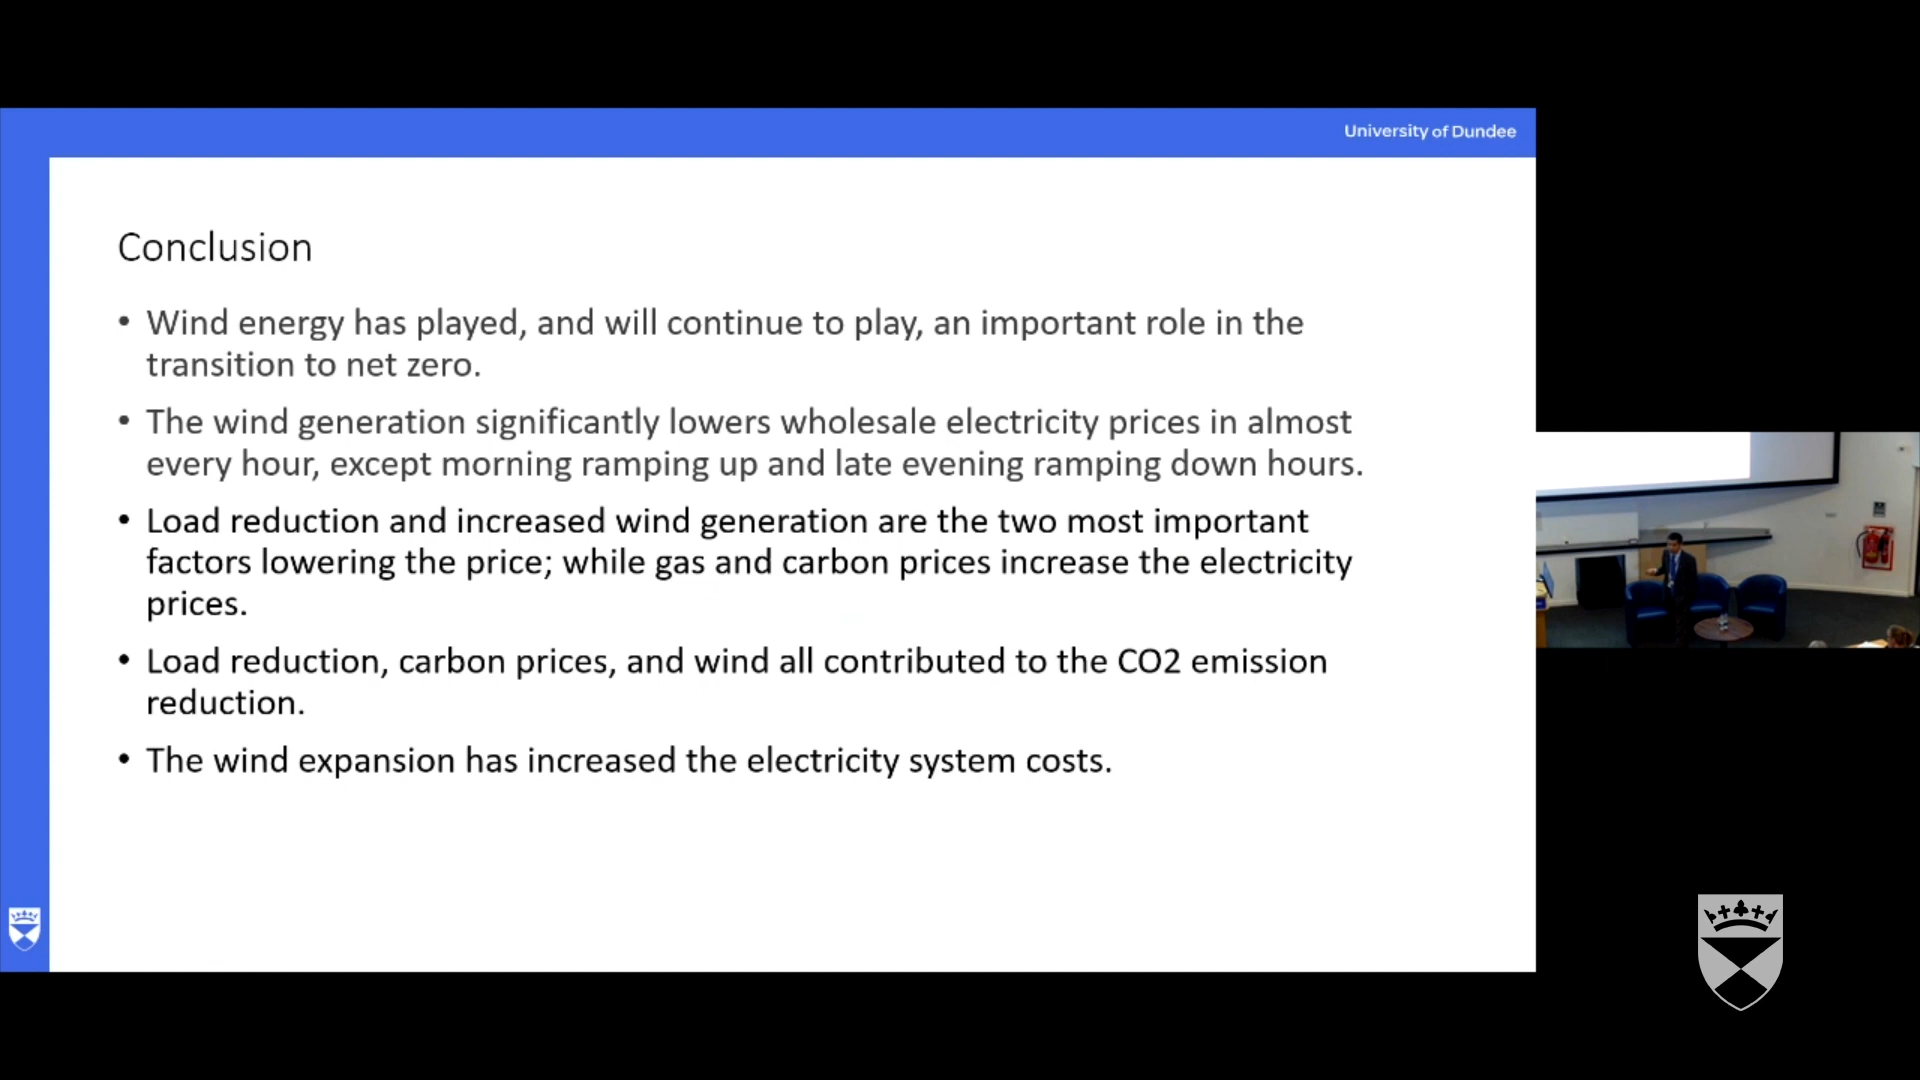 University of Dundee
Conclusion
• Wind energy has played, and will continue to play, an important role in the
transition to net zero.
• The wind generation significantly lowers wholesale electricity prices in almost
every hour, except morning ramping up and late evening ramping down hours.
• Load reduction and increased wind generation are the two most important
factors lowering the price; while gas and carbon prices increase the electricity
prices.
• Load reduction, carbon prices, and wind all contributed to the CO2 emission
reduction.
• The wind expansion has increased the electricity system costs.